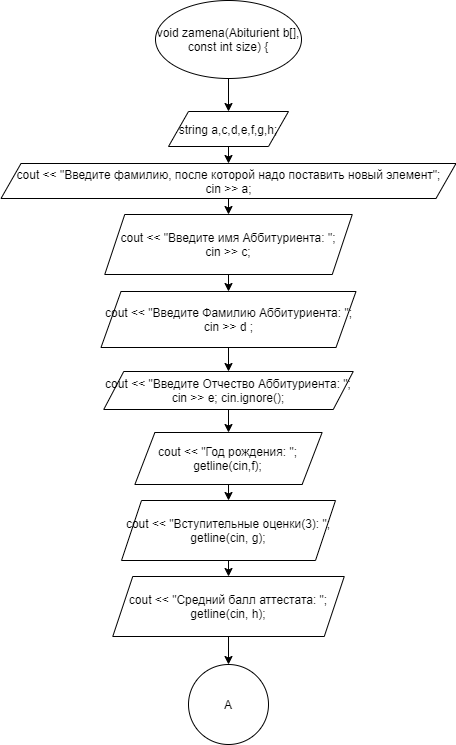 void zamena(Abiturient b[],
const int size) {
string a,c,d,e,f,g,h;
cout << "Введите фамилию, после которой надо поставить новый элемент";
cin >> a;
cout << "Введите имя Аббитуриента: ";
cin >> c;
cout << "Введите Фамилию Аббитуриента: ";
cin >> d ;
cout << "Введите Отчество Аббитуриента: ";
cin >> e; cin.ignore();
cout << "Год рождения: ";
getline(cin,f);
cout << "Вступительные оценки(3): ";
getline(cin, g);
cout << "Средний балл аттестата: ";
getline(cin, h);
A